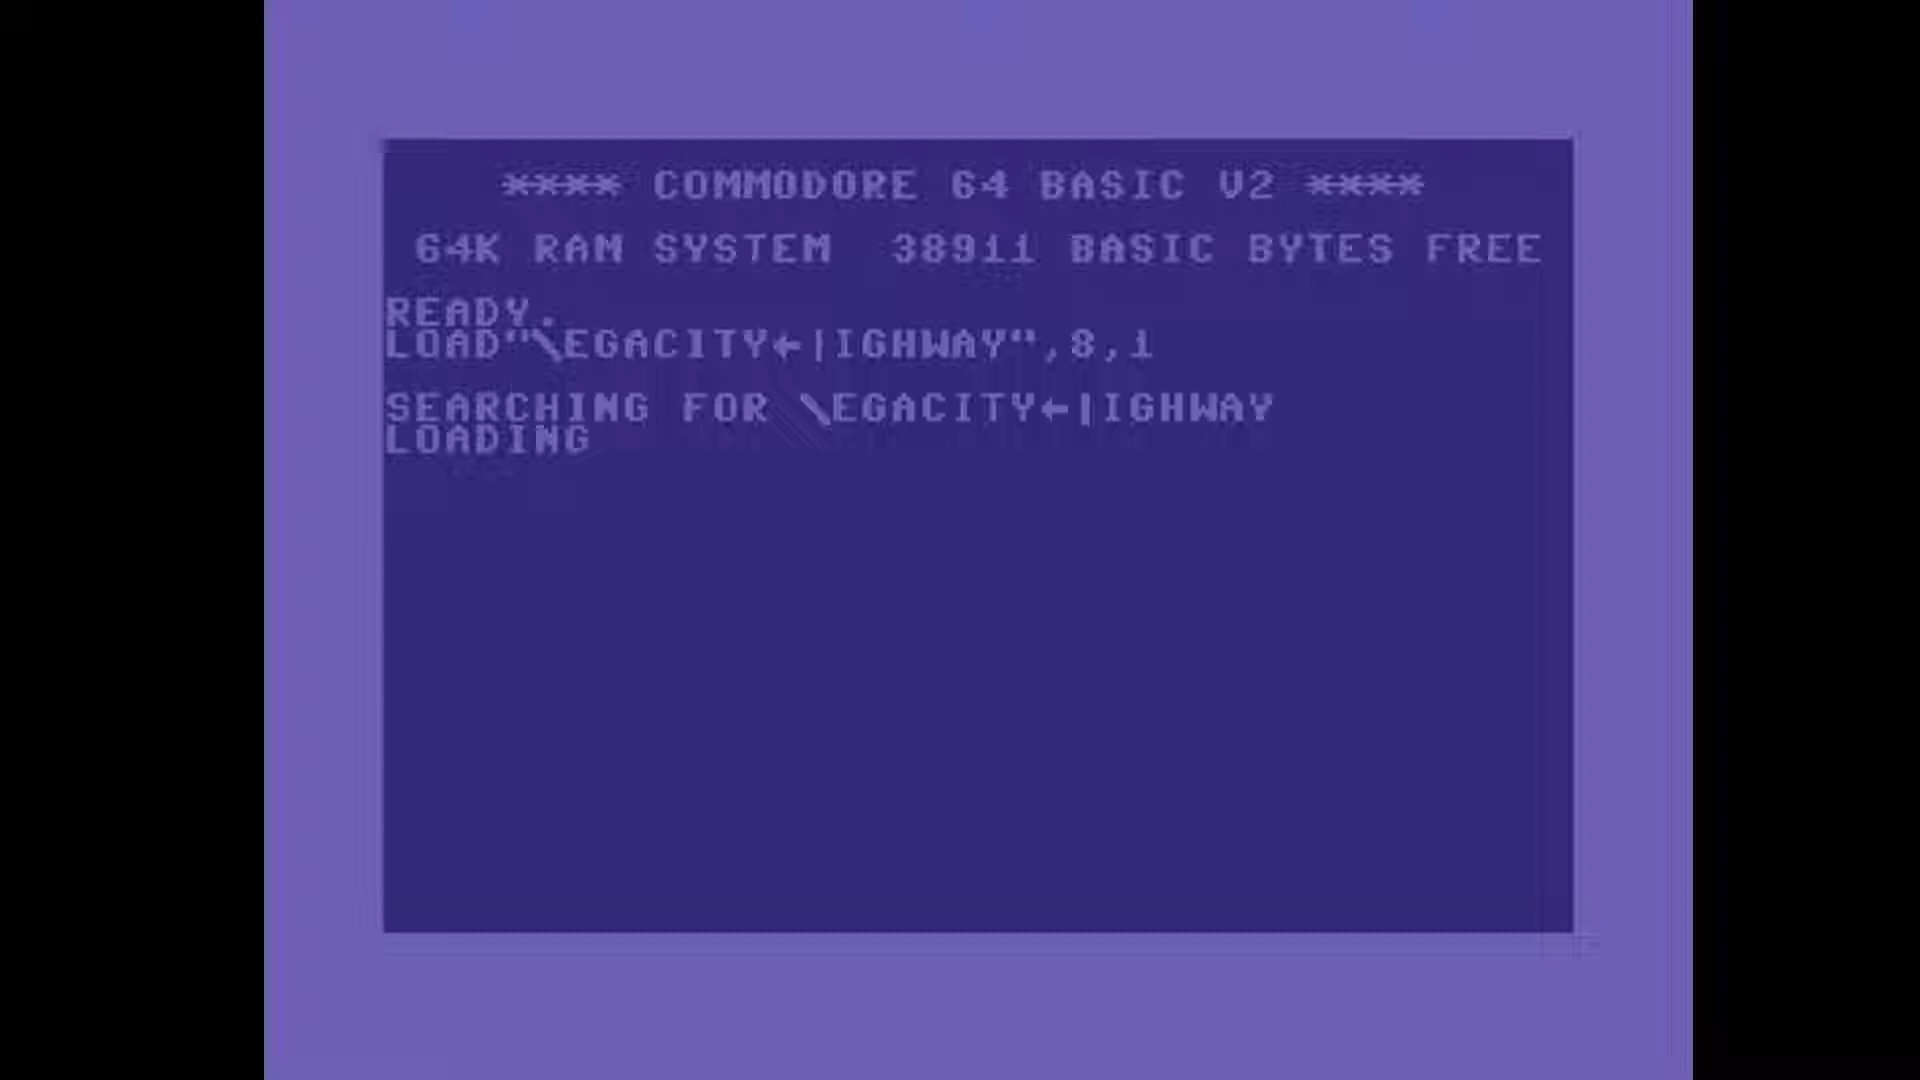 **** COMMODORE 64 BASIC V2 ****
64K RAM SYSTEM  38911 BASIC BYTES FREE
READY.
LOAD"\EGACITY←|IGHWAY",8,1
SEARCHING FOR \EGACITY←|IGHWAY
LOADING